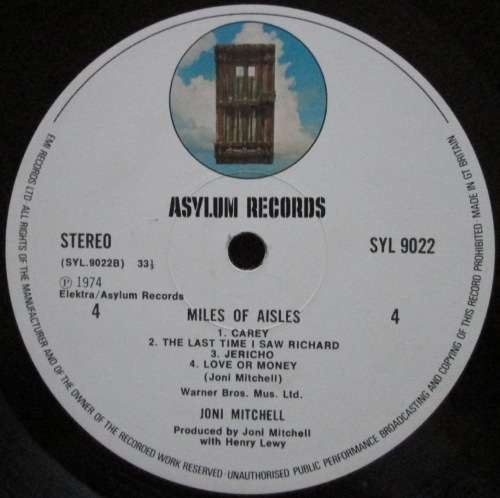 ASYLUM RECORDS
STEREO
SYL 9022
(SYL.9022B) 33⅓
Ⓟ 1974
Elektra/Asylum Records
4
4
MILES OF AISLES
1. CAREY
2. THE LAST TIME I SAW RICHARD
3. JERICHO
4. LOVE OR MONEY
(Joni Mitchell)
Warner Bros. Mus. Ltd.
JONI MITCHELL
Produced by Joni Mitchell
with Henry Lewy
EMI RECORDS LTD ALL RIGHTS OF THE MANUFACTURER AND OF THE OWNER OF THE RECORDED WORK RESERVED·UNAUTHORISED PUBLIC PERFORMANCE BROADCASTING AND COPYING OF THIS RECORD PROHIBITED·MADE IN GT BRITAIN